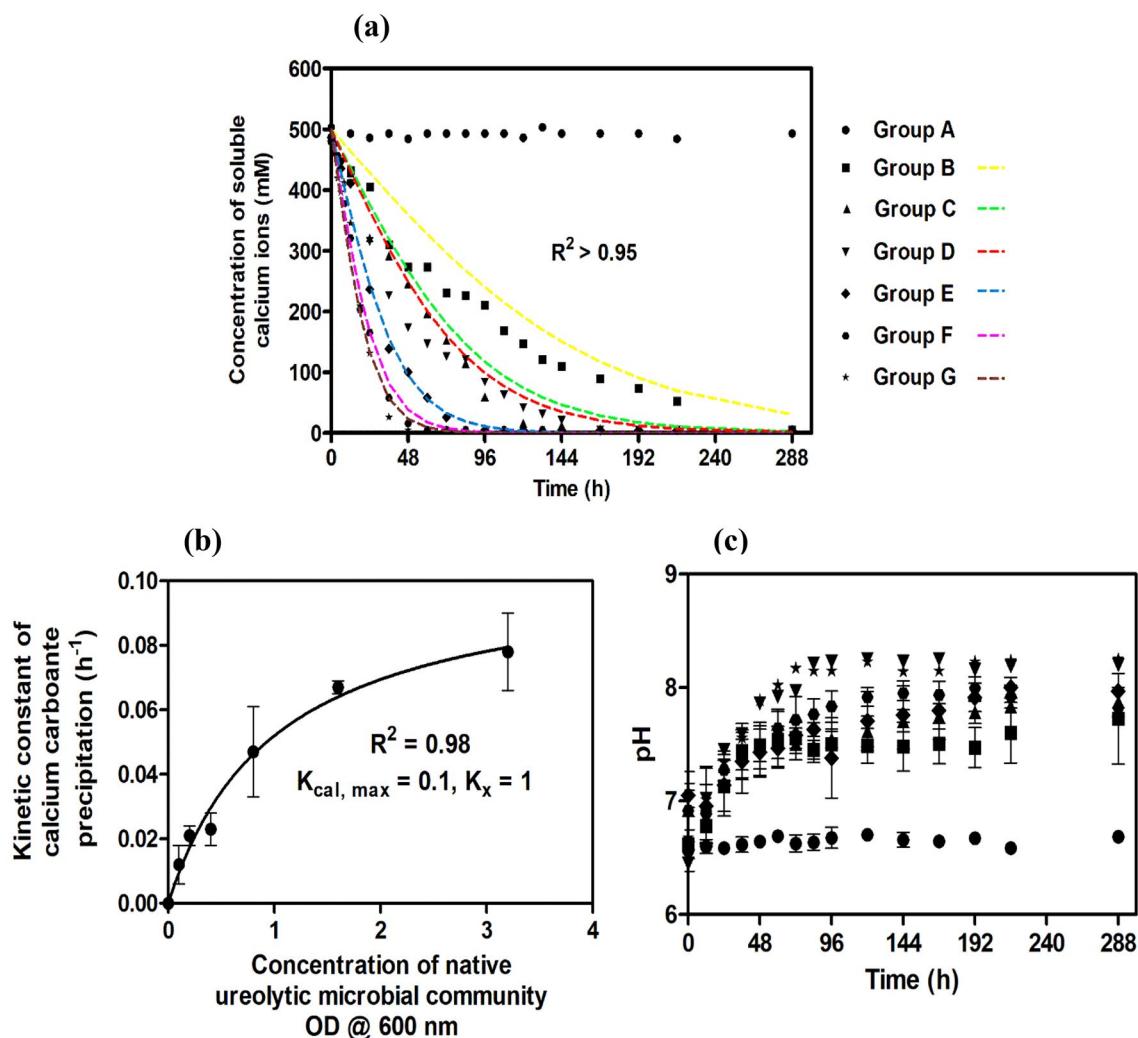 (a)
600
500
400
300
200
100
0
Concentration of soluble
calcium ions (mM)
R² > 0.95
0 48 96 144 192 240 288
Time (h)
Group A
Group B
Group C
Group D
Group E
Group F
Group G
(b)
0.10
0.08
0.06
0.04
0.02
0.00
Kinetic constant of
calcium carboante
precipitation (h⁻¹)
R² = 0.98
K_cal, max = 0.1, K_x = 1
0 1 2 3 4
Concentration of native
ureolytic microbial community
OD @ 600 nm
(c)
9
8
7
6
pH
0 48 96 144 192 240 288
Time (h)